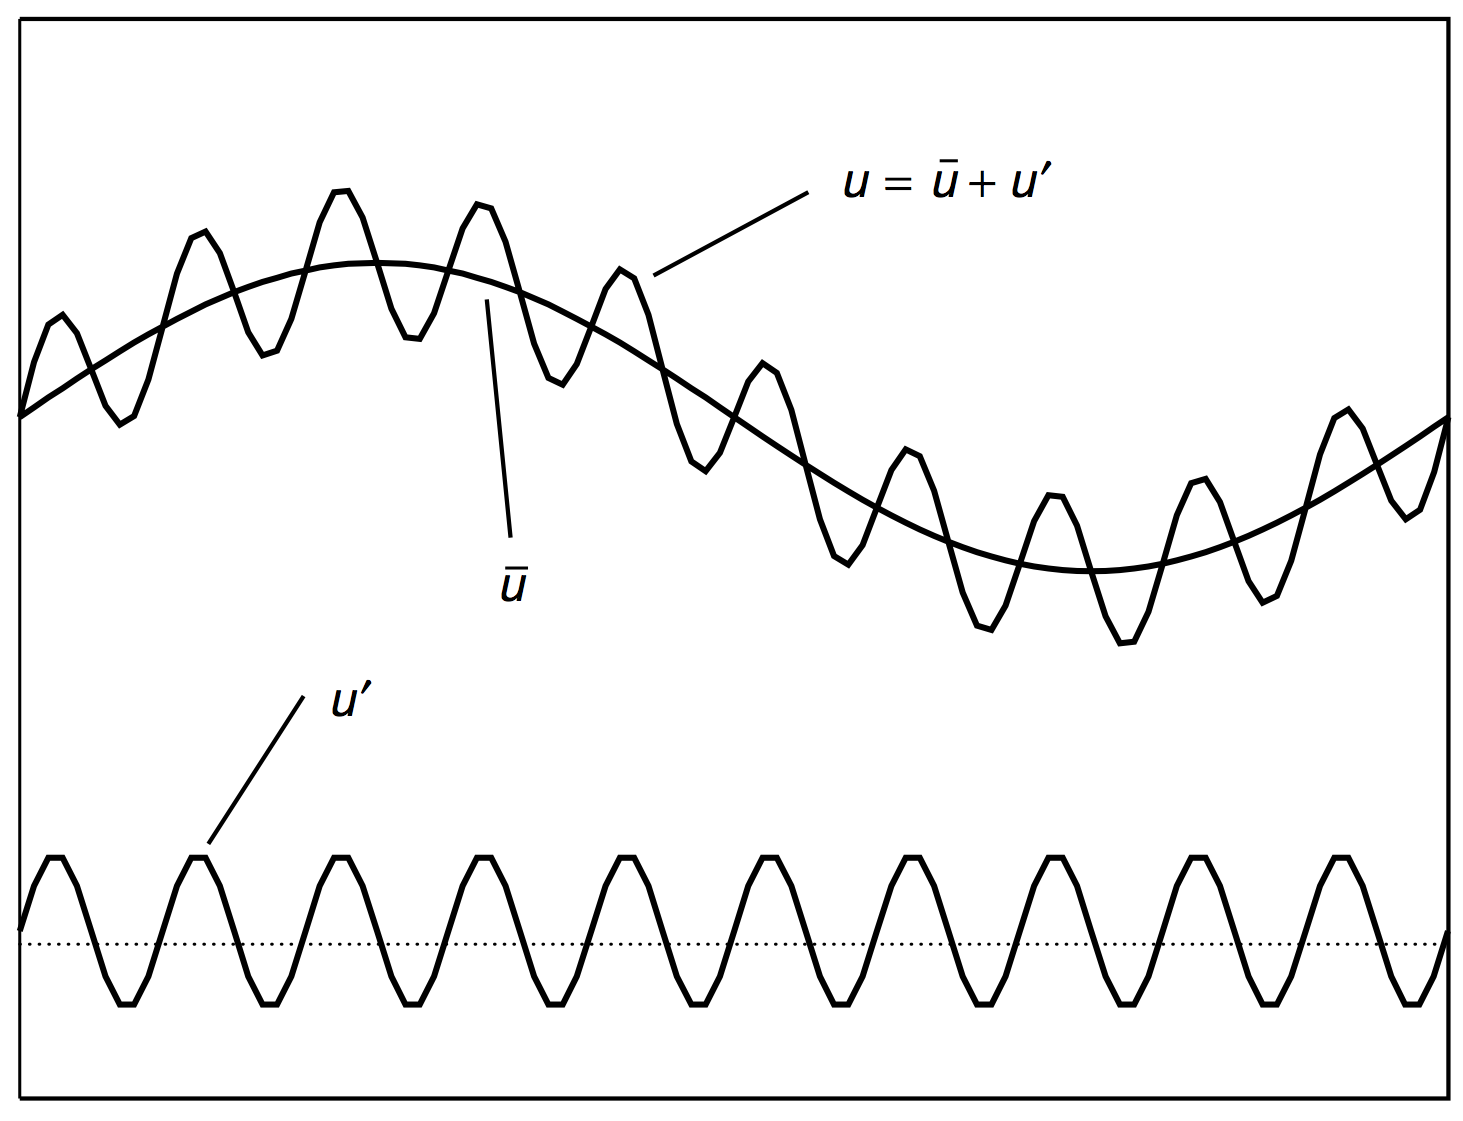 u = ū + u′
ū
u′